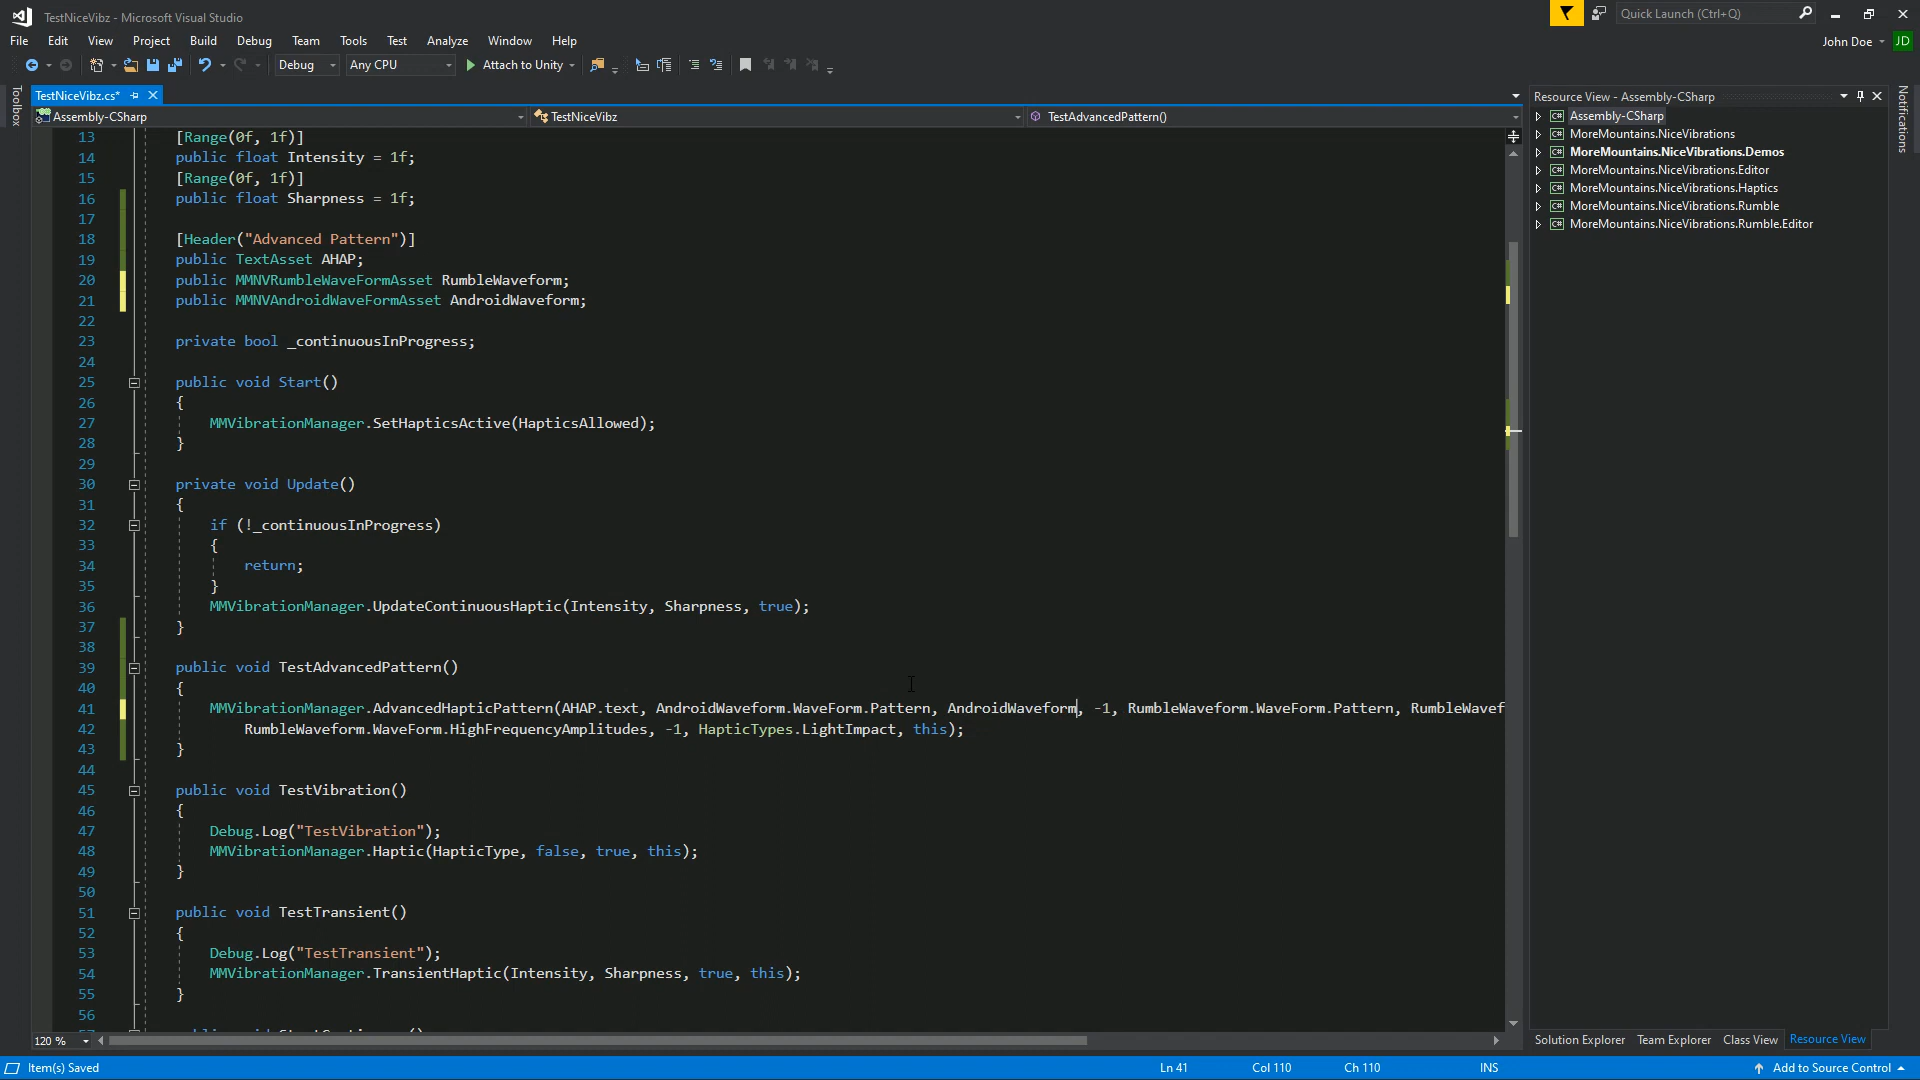 TestNiceVibz - Microsoft Visual Studio
Quick Launch (Ctrl+Q)
File Edit View Project Build Debug Team Tools Test Analyze Window Help
John Doe JD
Debug Any CPU Attach to Unity
Toolbox
TestNiceVibz.cs*
Assembly-CSharp TestNiceVibz TestAdvancedPattern()
13 [Range(0f, 1f)]
14 public float Intensity = 1f;
15 [Range(0f, 1f)]
16 public float Sharpness = 1f;
17
18 [Header("Advanced Pattern")]
19 public TextAsset AHAP;
20 public MMNVRumbleWaveFormAsset RumbleWaveform;
21 public MMNVAndroidWaveFormAsset AndroidWaveform;
22
23 private bool _continuousInProgress;
24
25 public void Start()
26 {
27 MMVibrationManager.SetHapticsActive(HapticsAllowed);
28 }
29
30 private void Update()
31 {
32 if (!_continuousInProgress)
33 {
34 return;
35 }
36 MMVibrationManager.UpdateContinuousHaptic(Intensity, Sharpness, true);
37 }
38
39 public void TestAdvancedPattern()
40 {
41 MMVibrationManager.AdvancedHapticPattern(AHAP.text, AndroidWaveform.WaveForm.Pattern, AndroidWaveform, -1, RumbleWaveform.WaveForm.Pattern, RumbleWavef
42 RumbleWaveform.WaveForm.HighFrequencyAmplitudes, -1, HapticTypes.LightImpact, this);
43 }
44
45 public void TestVibration()
46 {
47 Debug.Log("TestVibration");
48 MMVibrationManager.Haptic(HapticType, false, true, this);
49 }
50
51 public void TestTransient()
52 {
53 Debug.Log("TestTransient");
54 MMVibrationManager.TransientHaptic(Intensity, Sharpness, true, this);
55 }
56
120 %
Resource View - Assembly-CSharp
Assembly-CSharp
MoreMountains.NiceVibrations
MoreMountains.NiceVibrations.Demos
MoreMountains.NiceVibrations.Editor
MoreMountains.NiceVibrations.Haptics
MoreMountains.NiceVibrations.Rumble
MoreMountains.NiceVibrations.Rumble.Editor
Notifications
Solution Explorer Team Explorer Class View Resource View
Item(s) Saved Ln 41 Col 110 Ch 110 INS Add to Source Control